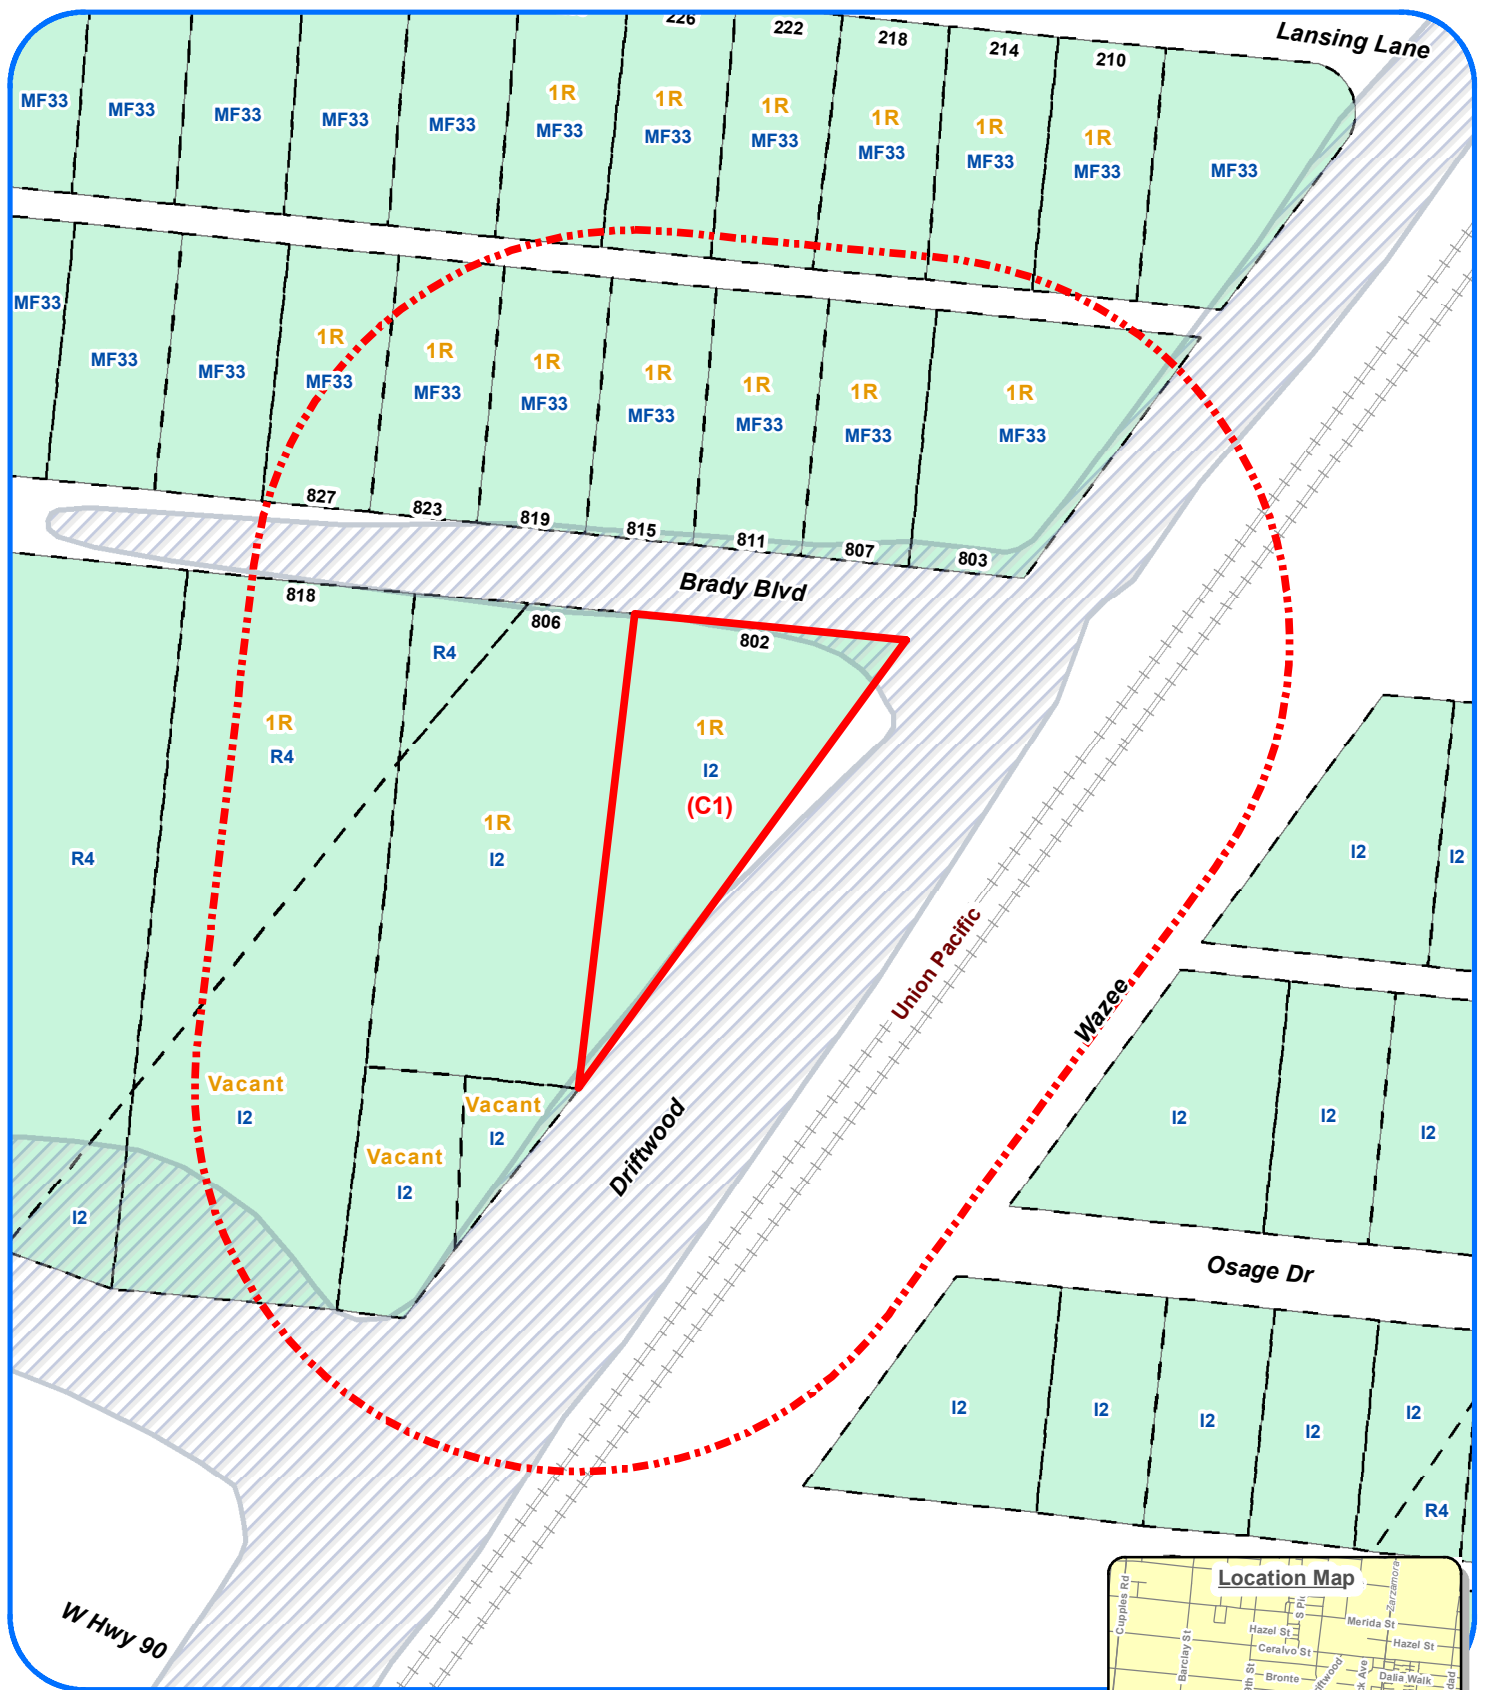 226
222
218
214
210
Lansing Lane
MF33
MF33
MF33
MF33
MF33
1R
MF33
1R
MF33
1R
MF33
1R
MF33
1R
MF33
1R
MF33
MF33
MF33
MF33
MF33
1R
MF33
1R
MF33
1R
MF33
1R
MF33
1R
MF33
1R
MF33
1R
MF33
827
823
819
815
811
807
803
Brady Blvd
818
R4
806
802
1R
R4
1R
I2
(C1)
1R
I2
R4
I2
I2
Union Pacific
Wazee
Vacant
I2
Vacant
I2
Vacant
I2
I2
Driftwood
I2
I2
I2
Osage Dr
I2
I2
I2
I2
I2
R4
W Hwy 90
Location Map
Cupples Rd
Zarzamora
Merida St
Hazel St
Hazel St
Ceralvo St
Barclay St
Bronte
Dalia Walk